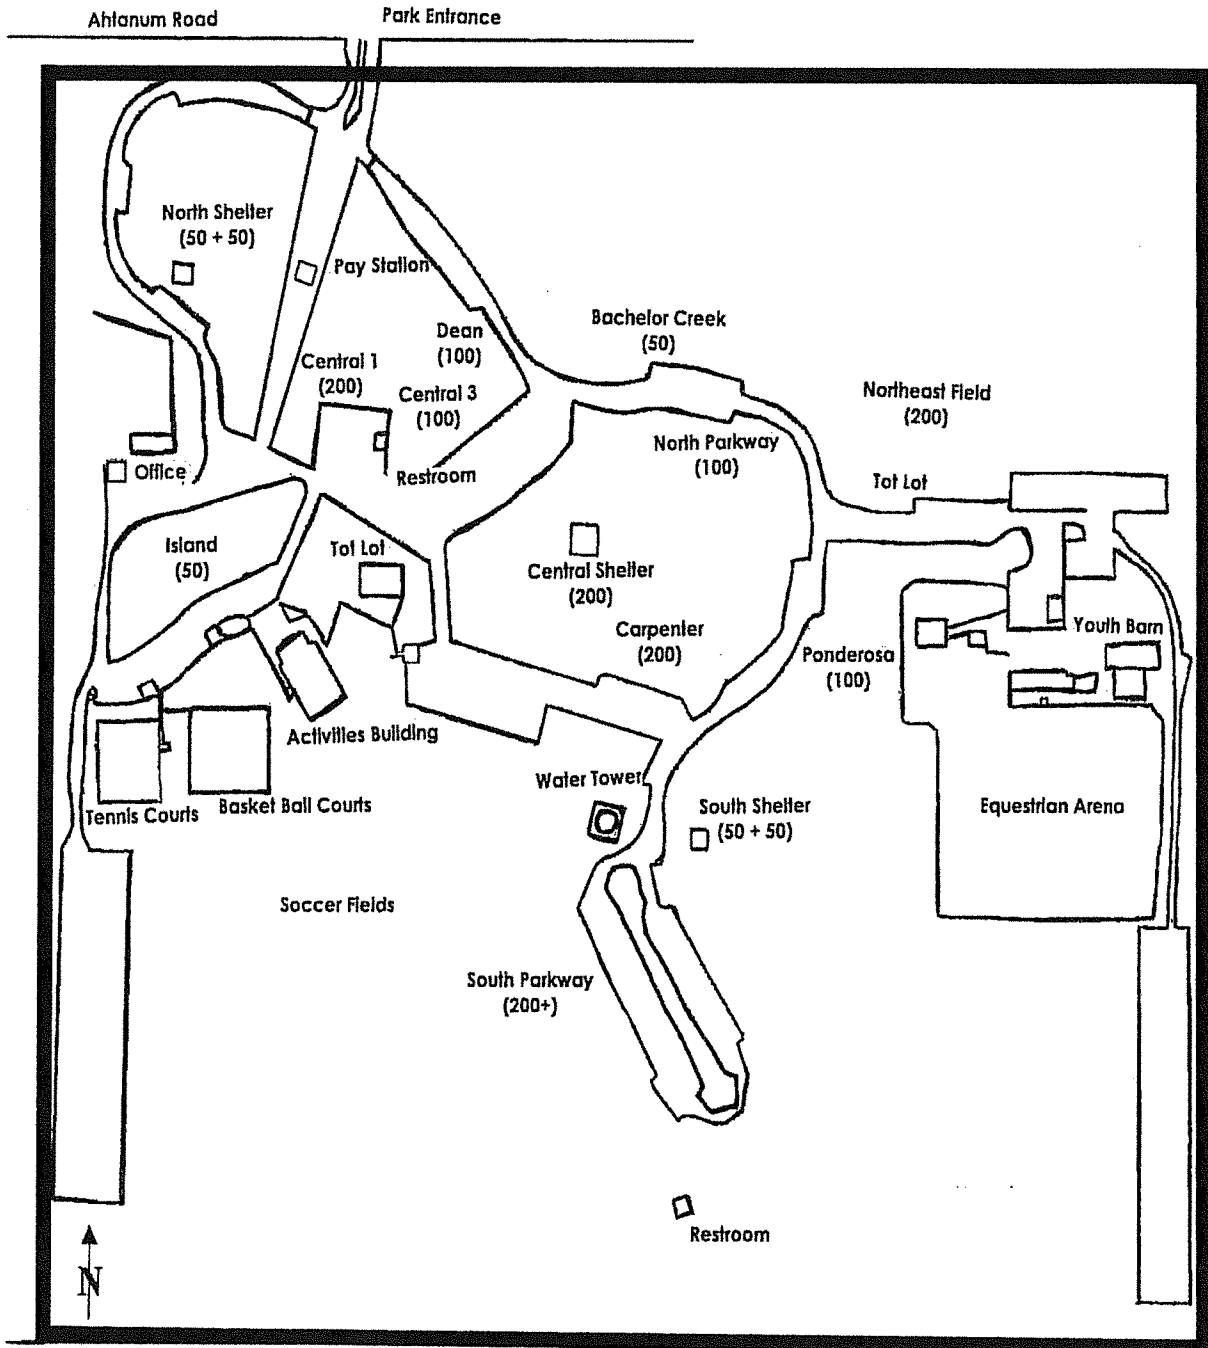 Ahtanum Road
Park Entrance
North Shelter
(50 + 50)
Pay Station
Bachelor Creek
(50)
Dean
(100)
Central 1
(200)
Central 3
(100)
Northeast Field
(200)
North Parkway
(100)
Office
Restroom
Tot Lot
Island
(50)
Tot Lot
Central Shelter
(200)
Carpenter
(200)
Ponderosa
(100)
Youth Barn
Activities Building
Water Tower
Tennis Courts
Basket Ball Courts
South Shelter
(50 + 50)
Equestrian Arena
Soccer Fields
South Parkway
(200+)
Restroom
N